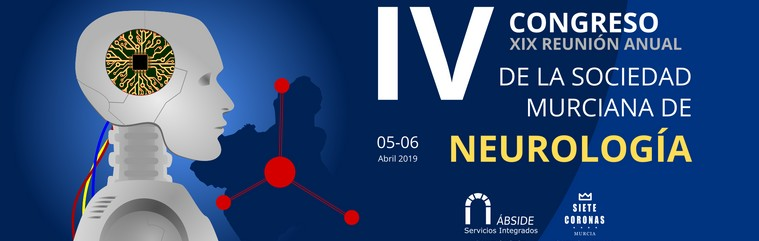 IV
CONGRESO
XIX REUNIÓN ANUAL
DE LA SOCIEDAD
MURCIANA DE
NEUROLOGÍA
05-06
Abril 2019
ÁBSIDE
Servicios Integrados
SIETE
CORONAS
MURCIA